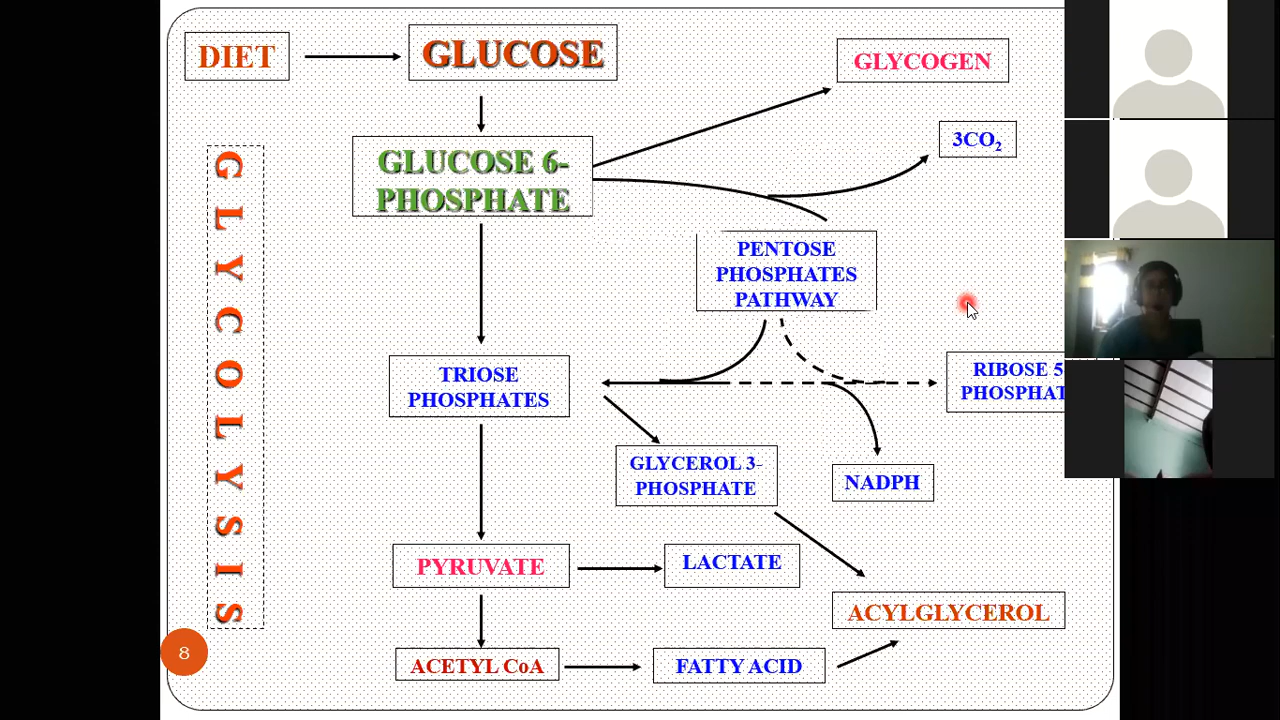 DIET
GLUCOSE
GLYCOGEN
3CO₂
GLUCOSE 6-
PHOSPHATE
GLYCOLYSIS
PENTOSE
PHOSPHATES
PATHWAY
TRIOSE
PHOSPHATES
RIBOSE 5
PHOSPHAT
GLYCEROL 3-
PHOSPHATE
NADPH
PYRUVATE
LACTATE
ACYLGLYCEROL
8
ACETYL CoA
FATTY ACID